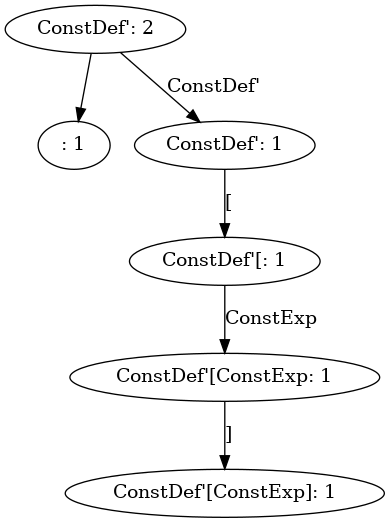 ConstDef': 2
ConstDef'
: 1
ConstDef': 1
[
ConstDef'[: 1
ConstExp
ConstDef'[ConstExp: 1
]
ConstDef'[ConstExp]: 1